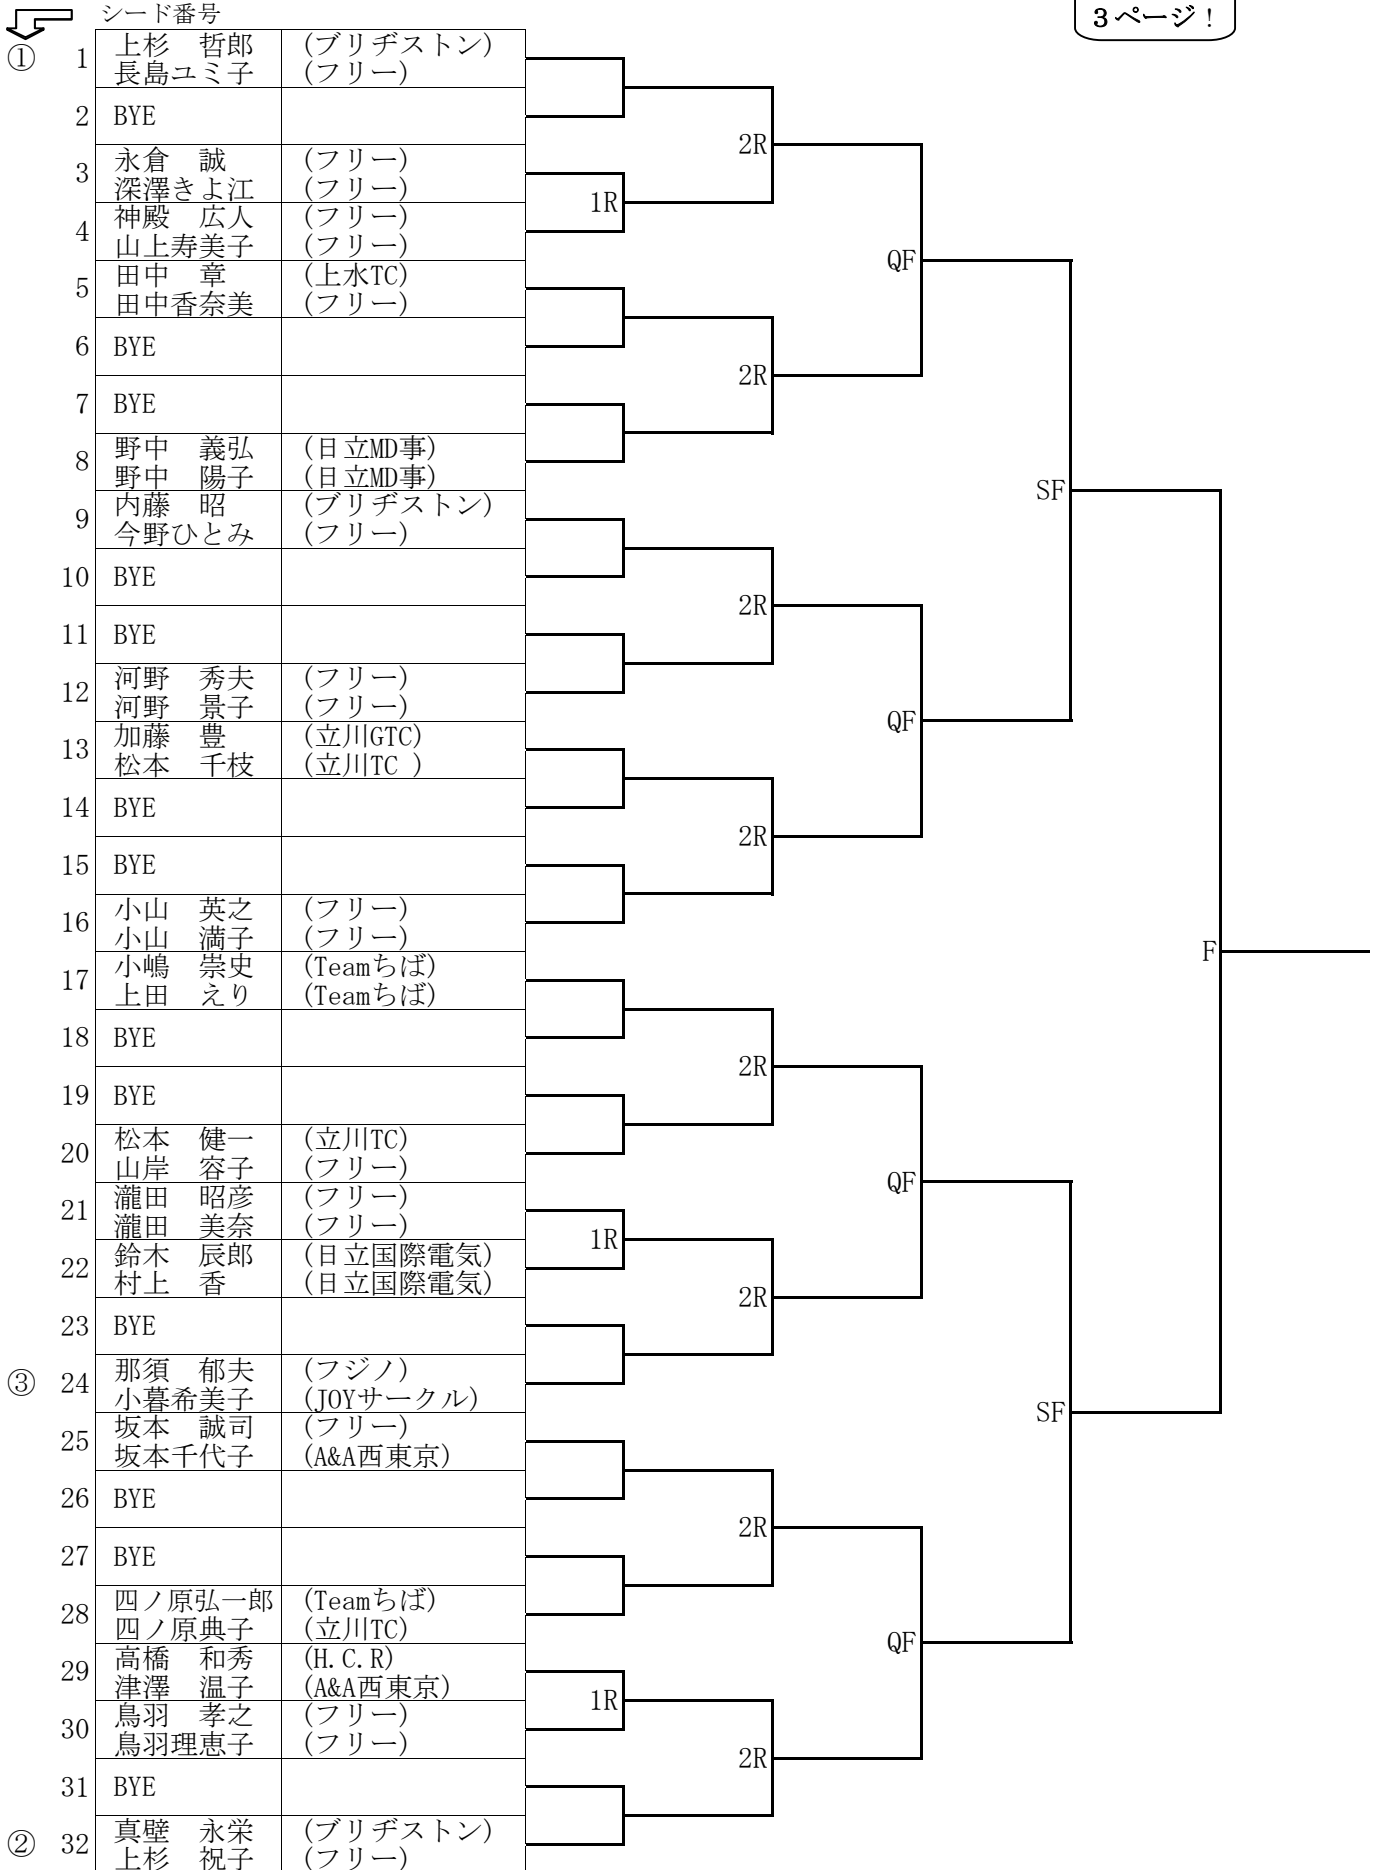 シード番号
3ページ！
① 1 上杉　哲郎 (ブリヂストン)
長島ユミ子 (フリー)
2 BYE
2R
3 永倉　誠 (フリー)
深澤きよ江 (フリー)
1R
4 神殿　広人 (フリー)
山上寿美子 (フリー)
QF
5 田中　章 (上水TC)
田中香奈美 (フリー)
6 BYE
2R
7 BYE
8 野中　義弘 (日立MD事)
野中　陽子 (日立MD事)
SF
9 内藤　昭 (ブリヂストン)
今野ひとみ (フリー)
10 BYE
2R
11 BYE
12 河野　秀夫 (フリー)
河野　景子 (フリー)
QF
13 加藤　豊 (立川GTC)
松本　千枝 (立川TC )
14 BYE
2R
15 BYE
16 小山　英之 (フリー)
小山　満子 (フリー)
F
17 小嶋　崇史 (Teamちば)
上田　えり (Teamちば)
18 BYE
2R
19 BYE
20 松本　健一 (立川TC)
山岸　容子 (フリー)
QF
21 瀧田　昭彦 (フリー)
瀧田　美奈 (フリー)
1R
22 鈴木　辰郎 (日立国際電気)
村上　香 (日立国際電気)
2R
23 BYE
③ 24 那須　郁夫 (フジノ)
小暮希美子 (JOYサークル)
SF
25 坂本　誠司 (フリー)
坂本千代子 (A&A西東京)
26 BYE
2R
27 BYE
28 四ノ原弘一郎 (Teamちば)
四ノ原典子 (立川TC)
QF
29 高橋　和秀 (H.C.R)
津澤　温子 (A&A西東京)
1R
30 鳥羽　孝之 (フリー)
鳥羽理恵子 (フリー)
2R
31 BYE
② 32 真壁　永栄 (ブリヂストン)
上杉　祝子 (フリー)